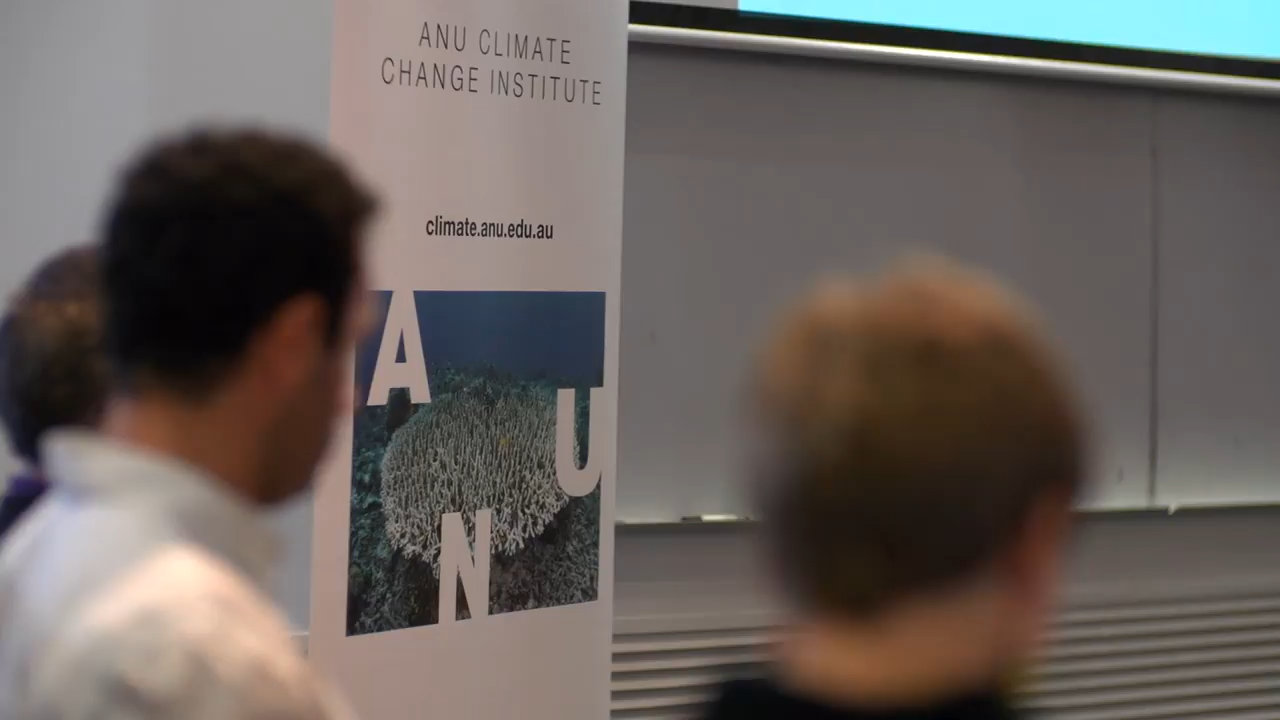 ANU CLIMATE
CHANGE INSTITUTE
climate.anu.edu.au
A
U
N